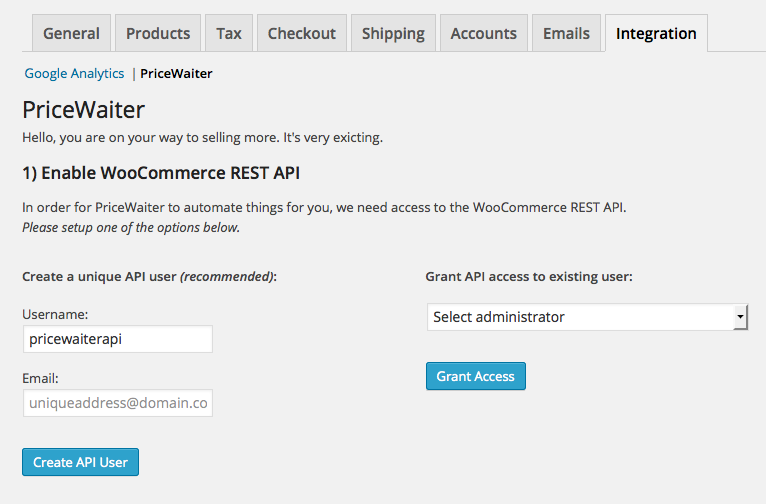 General Products Tax Checkout Shipping Accounts Emails Integration
Google Analytics | PriceWaiter
PriceWaiter
Hello, you are on your way to selling more. It's very exicting.
1) Enable WooCommerce REST API
In order for PriceWaiter to automate things for you, we need access to the WooCommerce REST API.
Please setup one of the options below.
Create a unique API user (recommended):
Username:
pricewaiterapi
Email:
uniqueaddress@domain.co
Create API User
Grant API access to existing user:
Select administrator
Grant Access